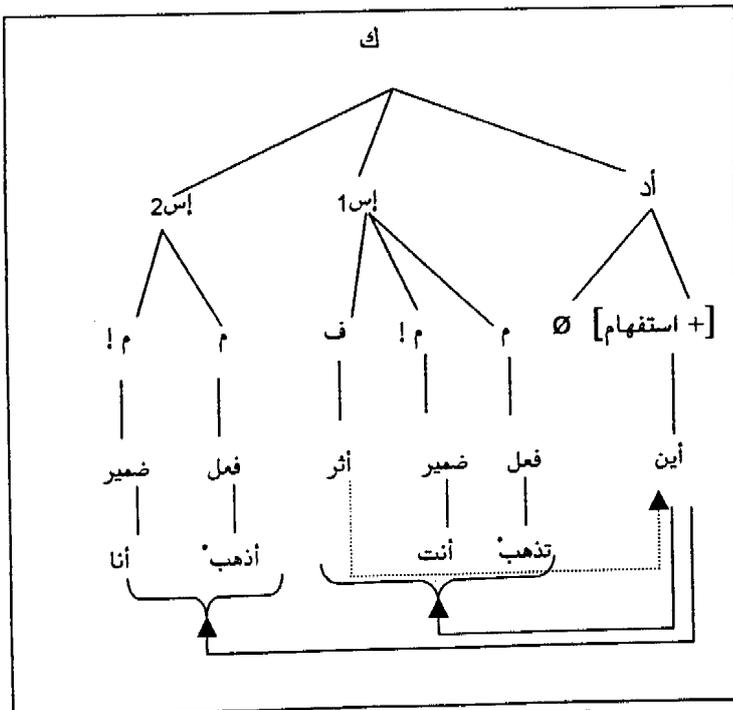 ك
أد إس1 إس2
[+ استفهام] Ø م م ! ف م م !
أين فعل ضمير أثر فعل ضمير
تذهبْ أنت أذهبْ أنا